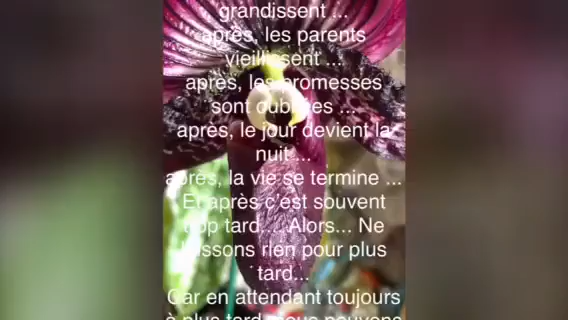 grandissent ...
après, les parents
vieillissent ...
après, les promesses
sont oubliées ...
après, le jour devient la
nuit ...
après, la vie se termine ...
Et après c'est souvent
trop tard.... Alors... Ne
laissons rien pour plus
tard...
Car en attendant toujours
à plus tard, nous pouvons